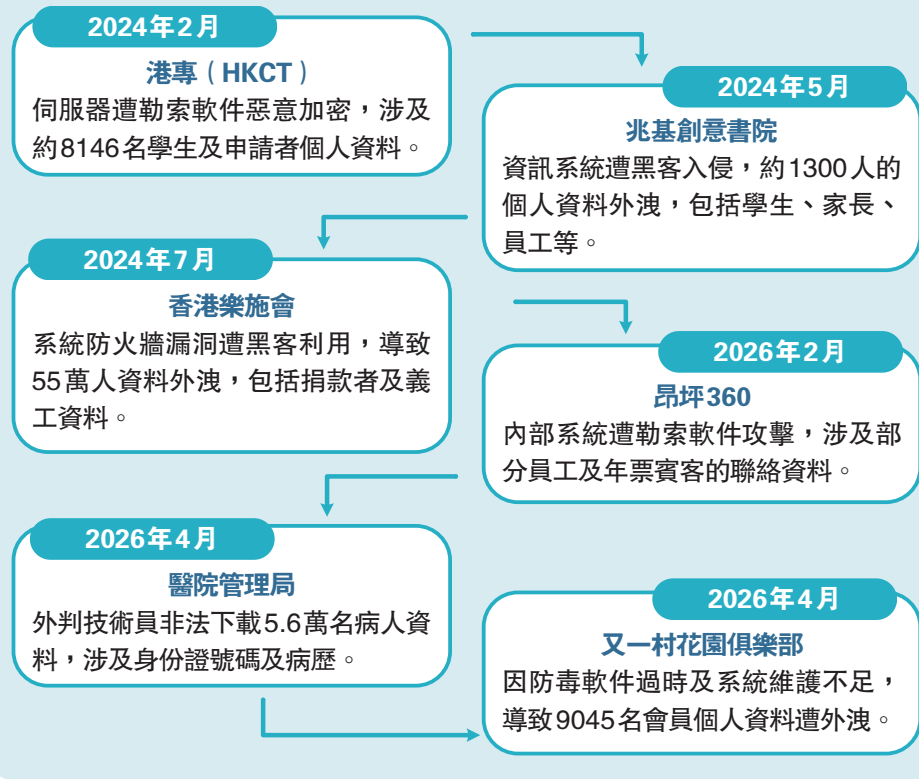 2024年2月
港專（HKCT）
伺服器遭勒索軟件惡意加密，涉及
約8146名學生及申請者個人資料。
2024年5月
兆基創意書院
資訊系統遭黑客入侵，約1300人的
個人資料外洩，包括學生、家長、
員工等。
2024年7月
香港樂施會
系統防火牆漏洞遭黑客利用，導致
55萬人資料外洩，包括捐款者及義
工資料。
2026年2月
昂坪360
內部系統遭勒索軟件攻擊，涉及部
分員工及年票賓客的聯絡資料。
2026年4月
醫院管理局
外判技術員非法下載5.6萬名病人資
料，涉及身份證號碼及病歷。
2026年4月
又一村花園俱樂部
因防毒軟件過時及系統維護不足，
導致9045名會員個人資料遭外洩。